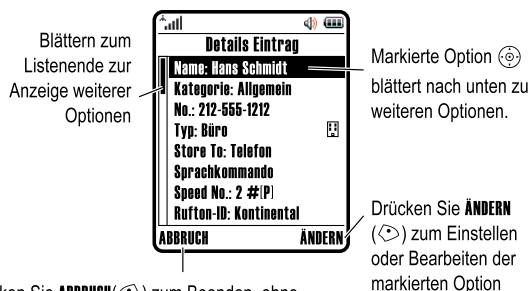 Blättern zum
Listenende zur
Anzeige weiterer
Optionen
Details Eintrag
Name: Hans Schmidt
Kategorie: Allgemein
No.: 212-555-1212
Typ: Büro
Store To: Telefon
Sprachkommando
Speed No.: 2 #[P]
Rufton-ID: Kontinental
ABBRUCH ÄNDERN
Markierte Option
blättert nach unten zu
weiteren Optionen.
Drücken Sie ÄNDERN
( ) zum Einstellen
oder Bearbeiten der
markierten Option
Sie ABBRUCH( ) zum Beenden, ohne